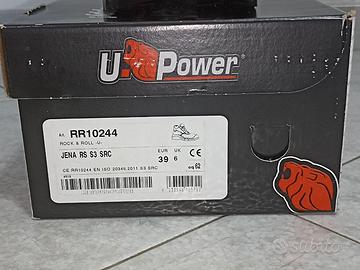 U-Power®
Art. RR10244
ROCK & ROLL -U-
JENA RS S3 SRC
EUR UK
39 6
CE RR10244 EN ISO 20345:2011 S3 SRC
subito